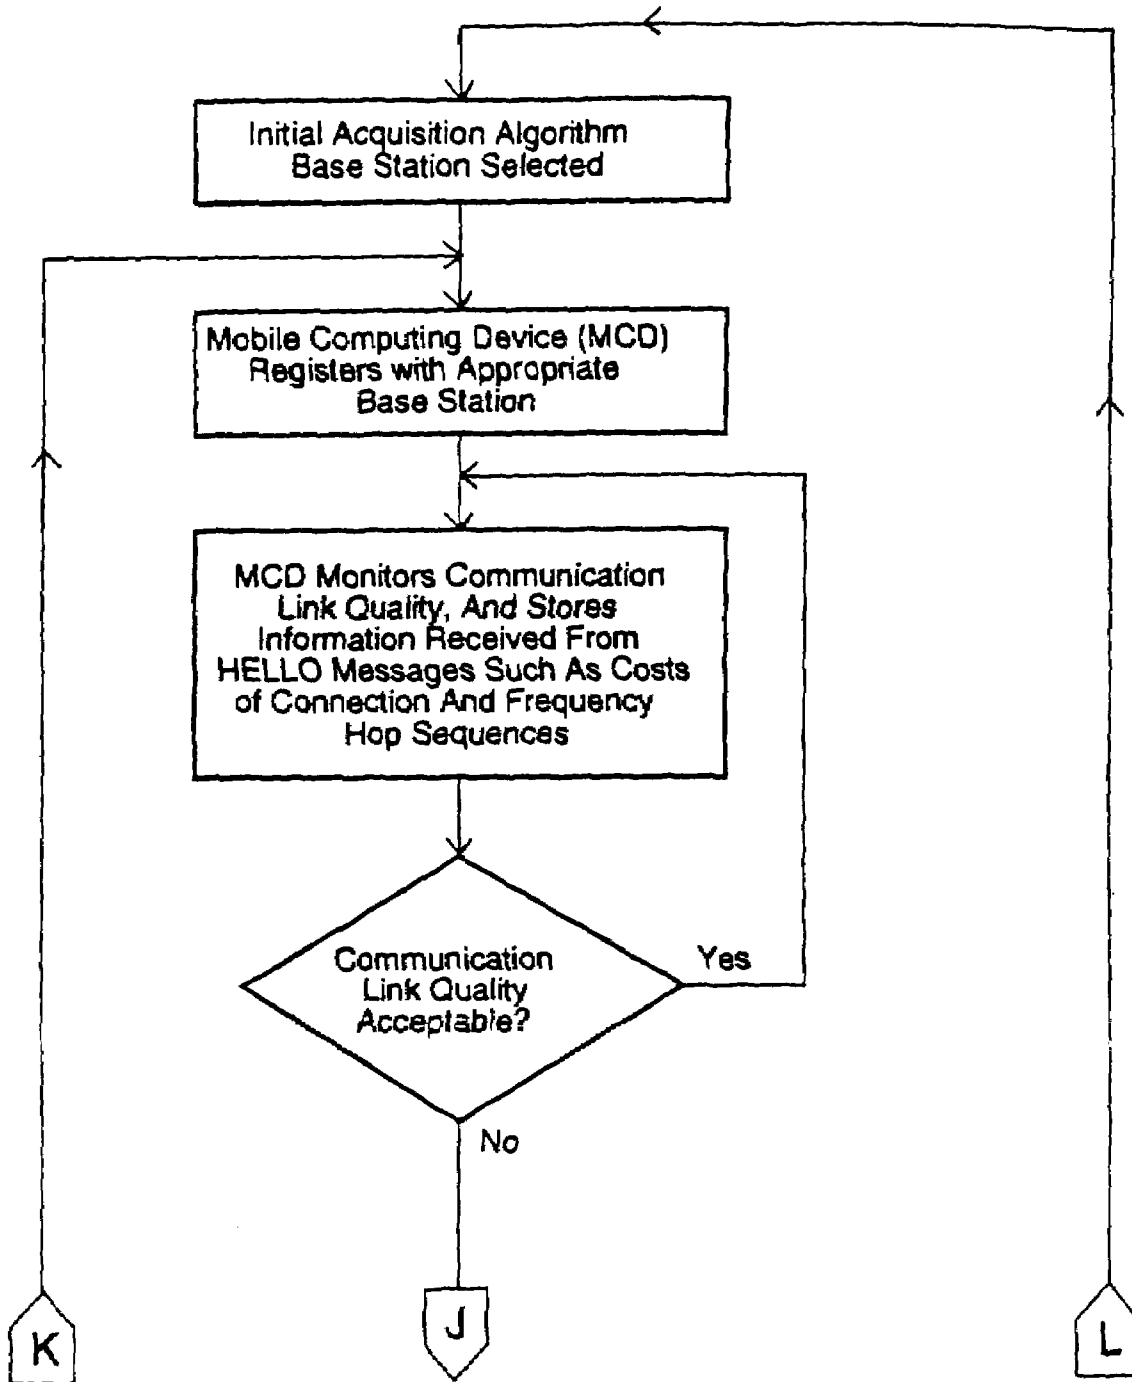 Initial Acquisition Algorithm
Base Station Selected
Mobile Computing Device (MCD)
Registers with Appropriate
Base Station
MCD Monitors Communication
Link Quality, And Stores
Information Received From
HELLO Messages Such As Costs
of Connection And Frequency
Hop Sequences
Communication
Link Quality
Acceptable?
Yes
No
K
J
L